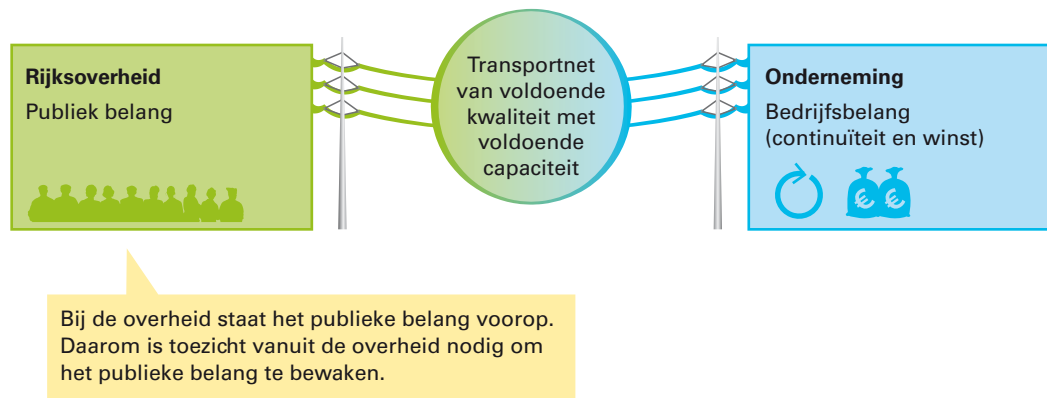 Rijksoverheid
Publiek belang
Transportnet
van voldoende
kwaliteit met
voldoende
capaciteit
Onderneming
Bedrijfsbelang
(continuïteit en winst)
€ €
Bij de overheid staat het publieke belang voorop.
Daarom is toezicht vanuit de overheid nodig om
het publieke belang te bewaken.